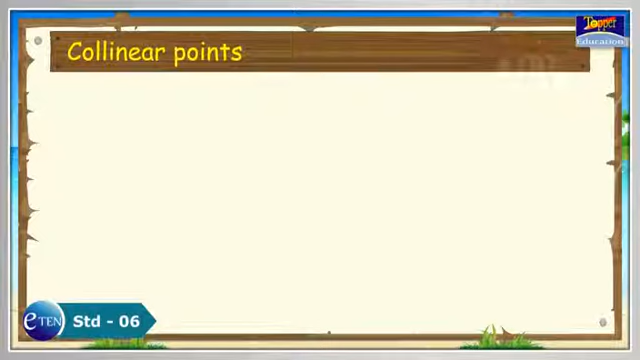 Collinear points
Topper
Education
eTEN
Std - 06